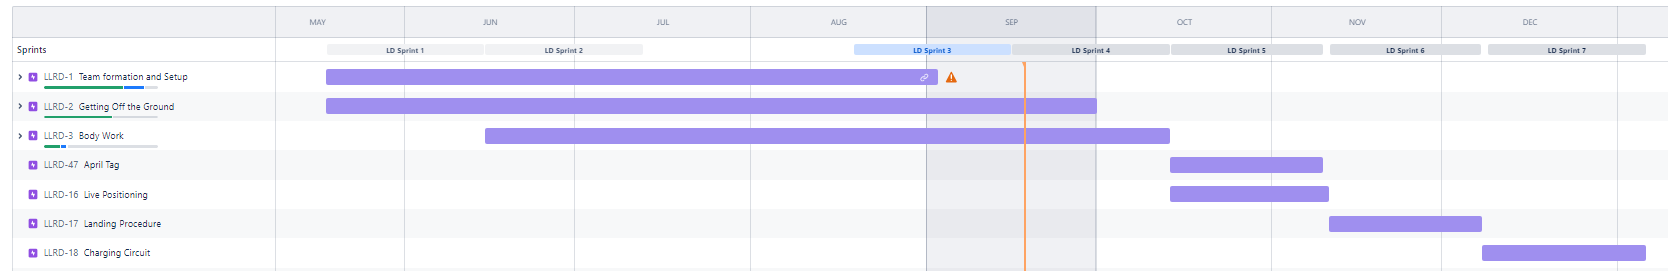 MAY JUN JUL AUG SEP OCT NOV DEC
Sprints LD Sprint 1 LD Sprint 2 LD Sprint 3 LD Sprint 4 LD Sprint 5 LD Sprint 6 LD Sprint 7
LLRD-1 Team formation and Setup
LLRD-2 Getting Off the Ground
LLRD-3 Body Work
LLRD-47 April Tag
LLRD-16 Live Positioning
LLRD-17 Landing Procedure
LLRD-18 Charging Circuit